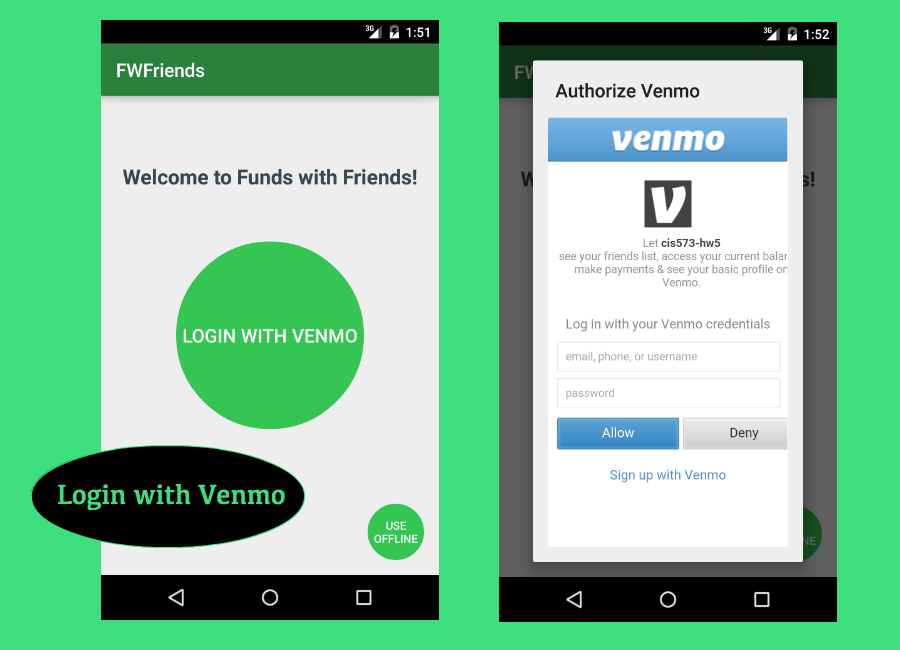 3G 1:51
FWFriends
Welcome to Funds with Friends!
LOGIN WITH VENMO
Login with Venmo
USE
OFFLINE
3G 1:52
FW
Authorize Venmo
venmo
V
Let cis573-hw5
see your friends list, access your current balan
make payments & see your basic profile on
Venmo.
Log in with your Venmo credentials
email, phone, or username
password
Allow Deny
Sign up with Venmo
W
s!
NE